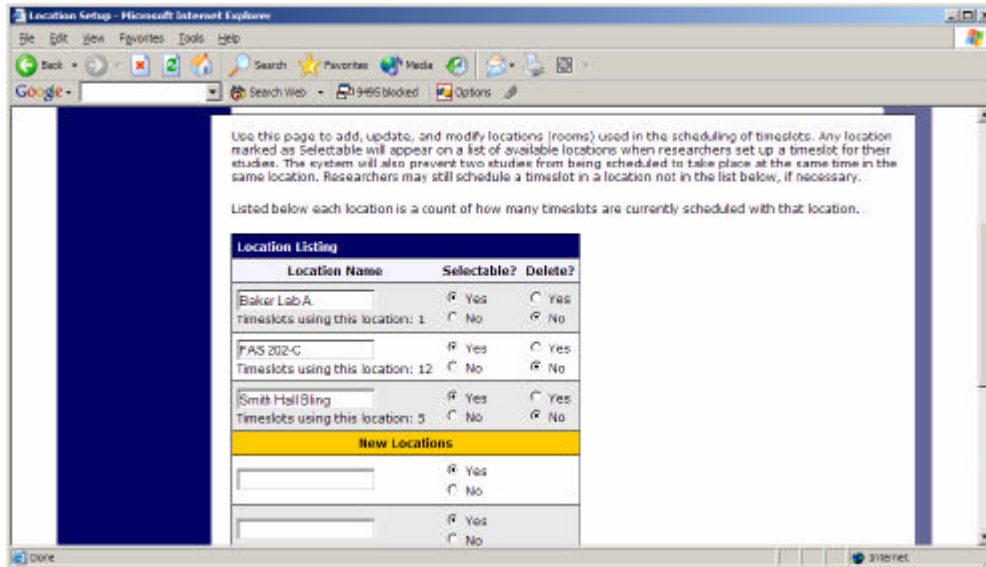 Location Setup - Microsoft Internet Explorer
File Edit View Favorites Tools Help
Back Search Favorites Media
Google Search Web 9495 blocked Options
Use this page to add, update, and modify locations (rooms) used in the scheduling of timeslots. Any location
marked as Selectable will appear on a list of available locations when researchers set up a timeslot for their
studies. The system will also prevent two studies from being scheduled to take place at the same time in the
same location. Researchers may still schedule a timeslot in a location not in the list below, if necessary.
Listed below each location is a count of how many timeslots are currently scheduled with that location.
Location Listing
Location Name Selectable? Delete?
Baker Lab A Yes Yes
Timeslots using this location: 1 No No
PAS 202-C Yes Yes
Timeslots using this location: 12 No No
Smith Hall Bling Yes Yes
Timeslots using this location: 5 No No
New Locations
Yes
No
Yes
No
Done Internet